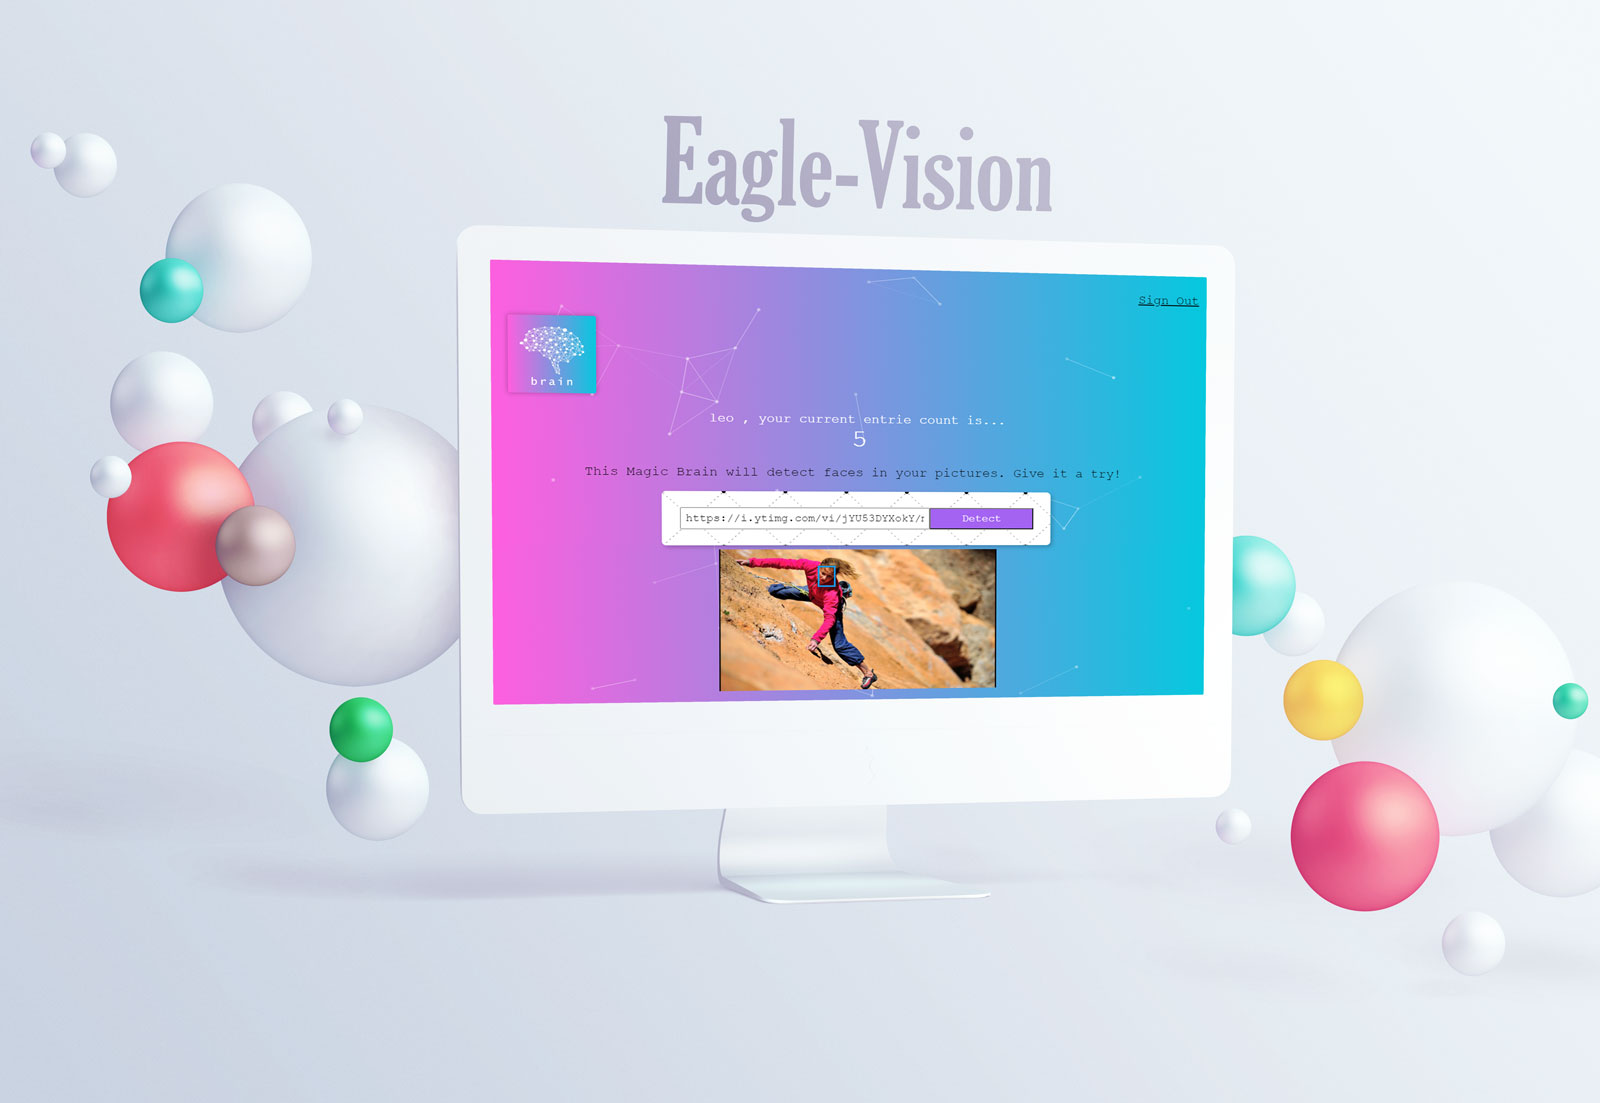 Eagle-Vision
Sign Out
brain
leo , your current entrie count is...
5
This Magic Brain will detect faces in your pictures. Give it a try!
https://i.ytimg.com/vi/jYU53DYXokY/
Detect